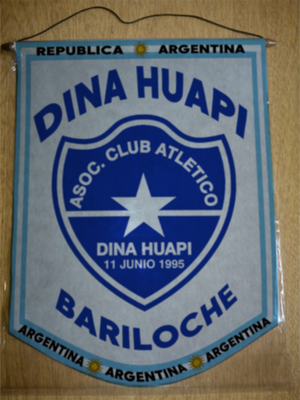 REPUBLICA ARGENTINA
DINA HUAPI
ASOC. CLUB ATLETICO
DINA HUAPI
11 JUNIO 1995
BARILOCHE
ARGENTINA ARGENTINA ARGENTINA